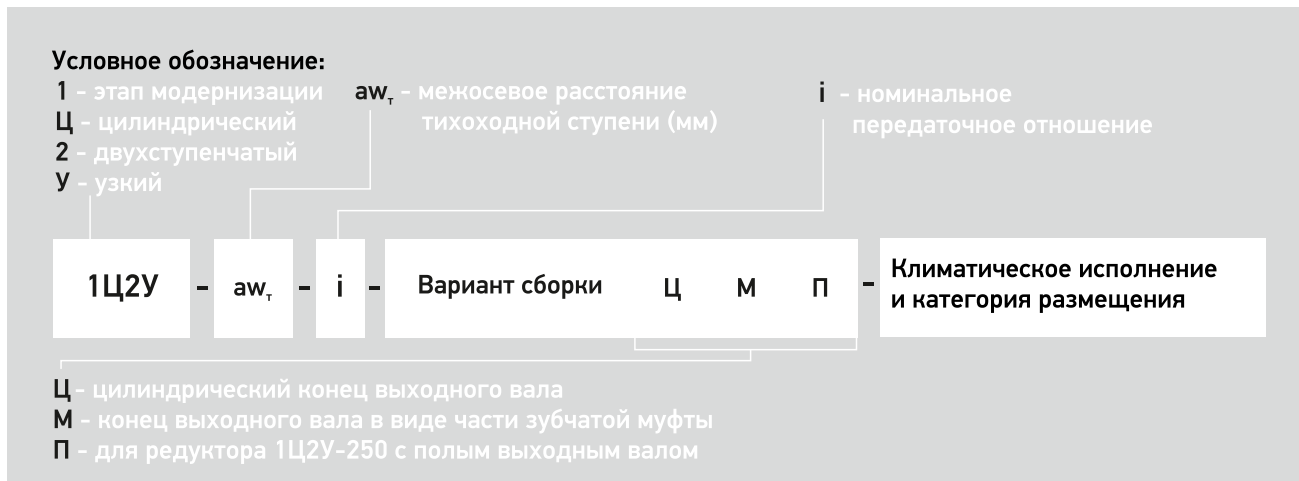 Условное обозначение:
1 - этап модернизации
Ц - цилиндрический
2 - двухступенчатый
У - узкий
awт - межосевое расстояние
тихоходной ступени (мм)
i - номинальное
передаточное отношение
1Ц2У - awт - i - Вариант сборки Ц М П - Климатическое исполнение
и категория размещения
Ц - цилиндрический конец выходного вала
М - конец выходного вала в виде части зубчатой муфты
П - для редуктора 1Ц2У-250 с полым выходным валом